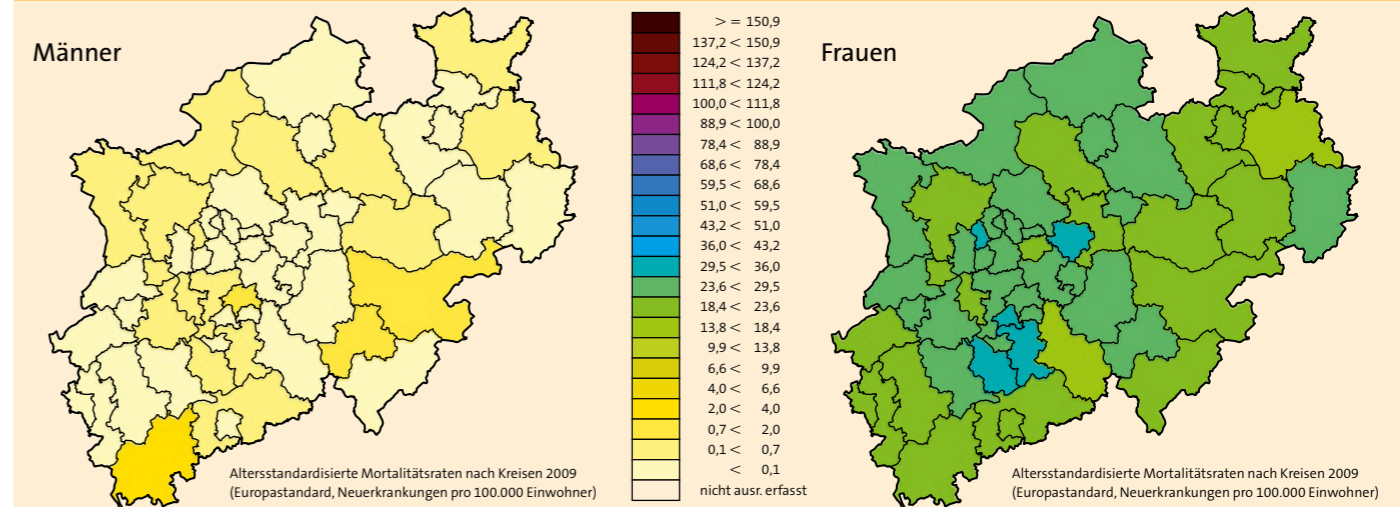 Männer
> = 150,9
137,2 < 150,9
124,2 < 137,2
111,8 < 124,2
100,0 < 111,8
88,9 < 100,0
78,4 < 88,9
68,6 < 78,4
59,5 < 68,6
51,0 < 59,5
43,2 < 51,0
36,0 < 43,2
29,5 < 36,0
23,6 < 29,5
18,4 < 23,6
13,8 < 18,4
9,9 < 13,8
6,6 < 9,9
4,0 < 6,6
2,0 < 4,0
0,7 < 2,0
0,1 < 0,7
< 0,1
nicht ausr. erfasst
Altersstandardisierte Mortalitätsraten nach Kreisen 2009
(Europastandard, Neuerkrankungen pro 100.000 Einwohner)
Frauen
Altersstandardisierte Mortalitätsraten nach Kreisen 2009
(Europastandard, Neuerkrankungen pro 100.000 Einwohner)